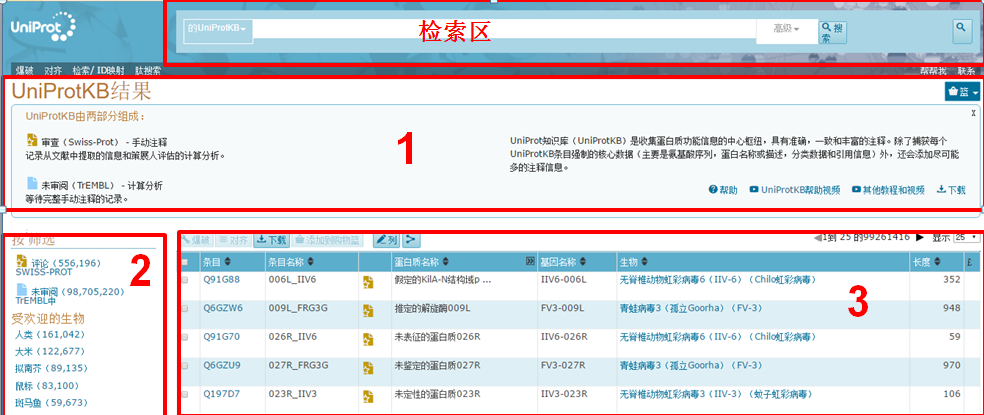 UniProt
的UniProtKB
检索区
高级
搜索
爆破 对齐 检索/ ID映射 肽搜索
帮帮我 联系
UniProtKB结果
篮
UniProtKB由两部分组成：
x
审查（Swiss-Prot） - 手动注释
记录从文献中提取的信息和策展人评估的计算分析。
1
UniProt知识库（UniProtKB）是收集蛋白质功能信息的中心枢纽，具有准确，一致和丰富的注释。除了捕视每个
UniProtKB条目强制的核心数据（主要是氨基酸序列，蛋白名称或描述，分类数据和引用信息）外，还会添加尽可能
多的注释信息。
未审阅（TrEMBL） - 计算分析
等待完整手动注释的记录。
帮助 UniProtKB帮助视频 其他教程和视频 下载
按 筛选
评论（556,196）
SWISS-PROT
2
未审阅（98,705,220）
TrEMBL中
受欢迎的生物
人类（161,042）
大米（122,677）
拟南芥（89,135）
鼠标（83,100）
斑马鱼（59,673）
爆破 对齐 下载 添加到购物篮 列
1到 25 的99261416 显示 25
条目 条目名称 蛋白质名称 基因名称 生物 长度
Q91G88 006L_IIV6 假定的KilA-N结构域p ... IIV6-006L 无脊椎动物虹彩病毒6（IIV-6）（Chilo虹彩病毒） 352
3
Q6GZW6 009L_FRG3G 推定的解旋酶009L FV3-009L 青蛙病毒3（孤立Goorha）（FV-3） 948
Q91G70 026R_IIV6 未表征的蛋白质026R IIV6-026R 无脊椎动物虹彩病毒6（IIV-6）（Chilo虹彩病毒） 59
Q6GZU9 027R_FRG3G 未鉴定的蛋白质027R FV3-027R 青蛙病毒3（孤立Goorha）（FV-3） 970
Q197D7 023R_IIV3 未定性的蛋白质023R IIV3-023R 无脊椎动物虹彩病毒3（IIV-3）（蚊子虹彩病毒） 106